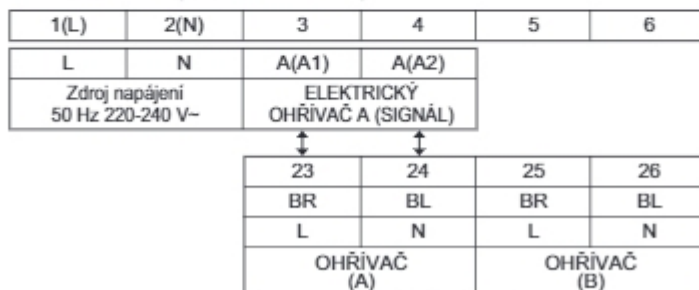 1(L) 2(N) 3 4 5 6
L N A(A1) A(A2)
Zdroj napájení ELEKTRICKÝ
50 Hz 220-240 V~ OHŘÍVAČ A (SIGNÁL)
23 24 25 26
BR BL BR BL
L N L N
OHŘÍVAČ OHŘÍVAČ
(A) (B)